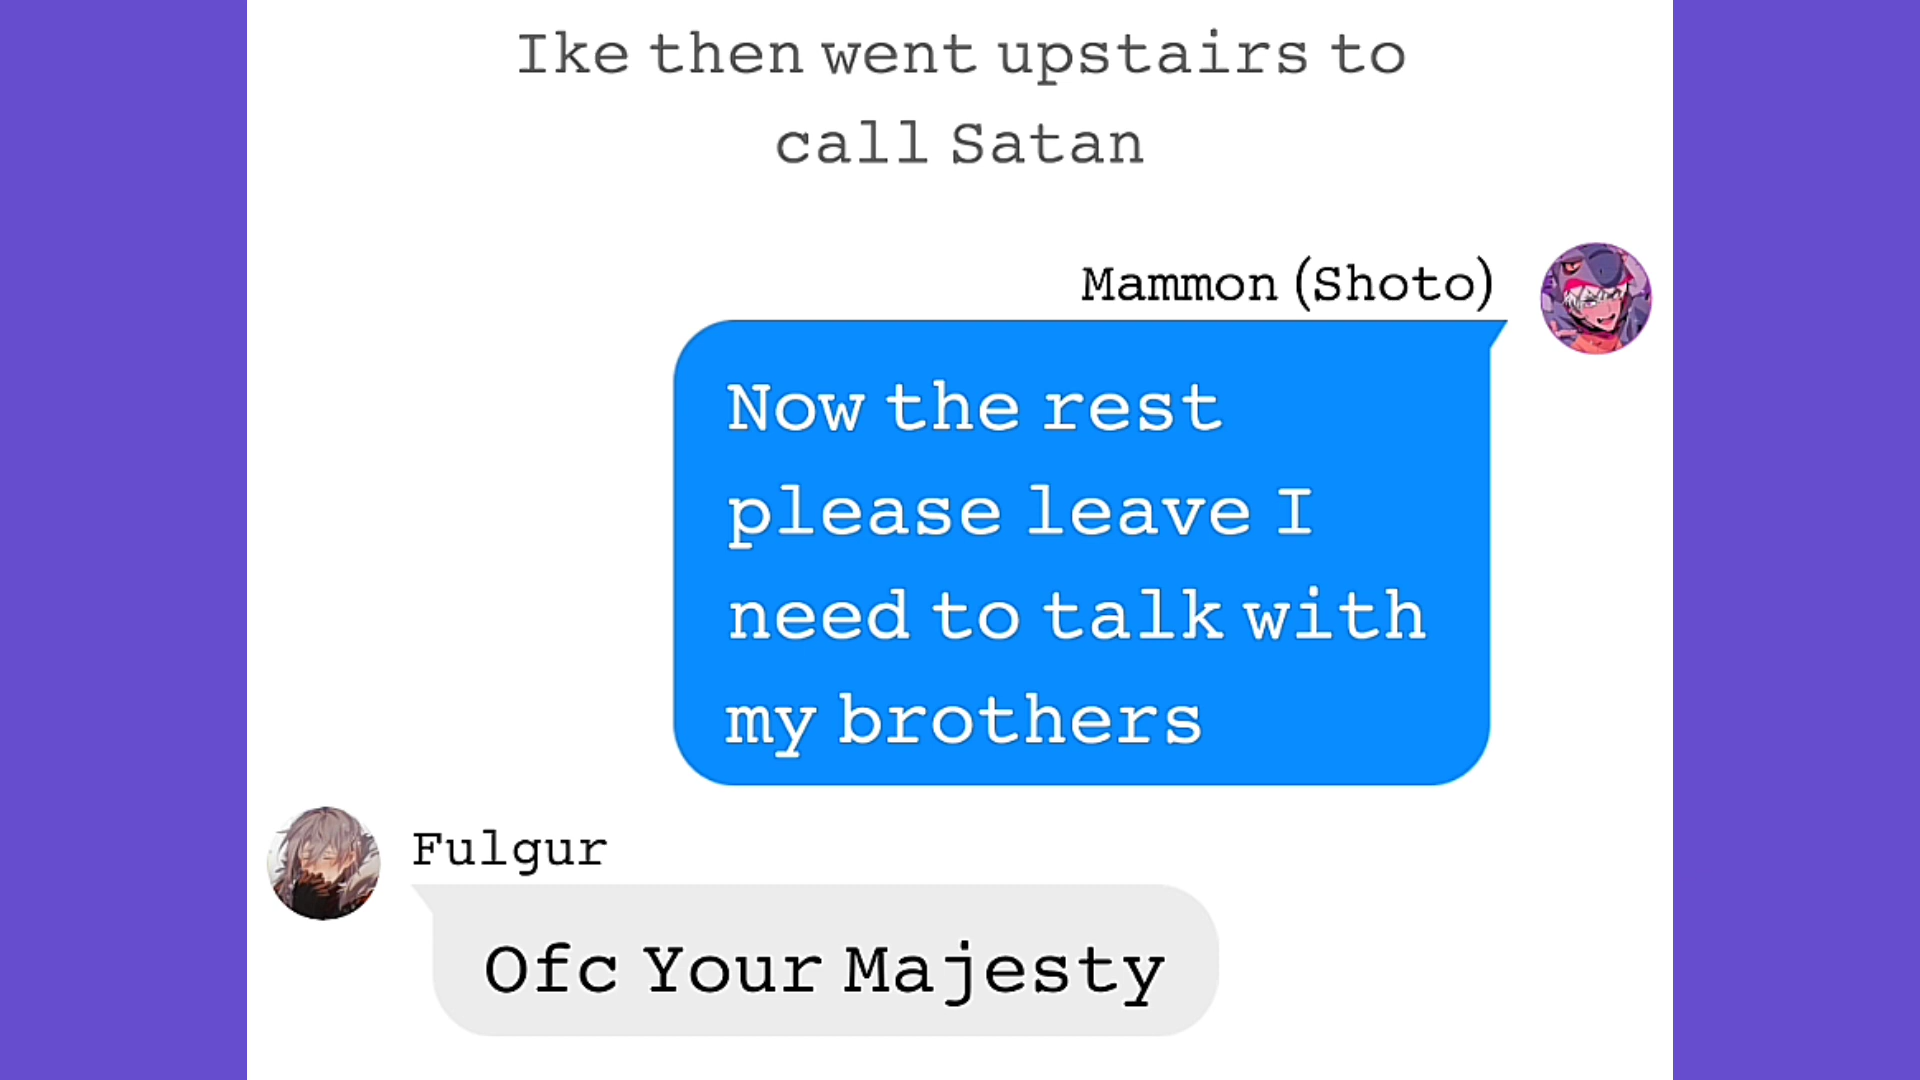 Ike then went upstairs to
call Satan
Mammon (Shoto)
Now the rest
please leave I
need to talk with
my brothers
Fulgur
Ofc Your Majesty